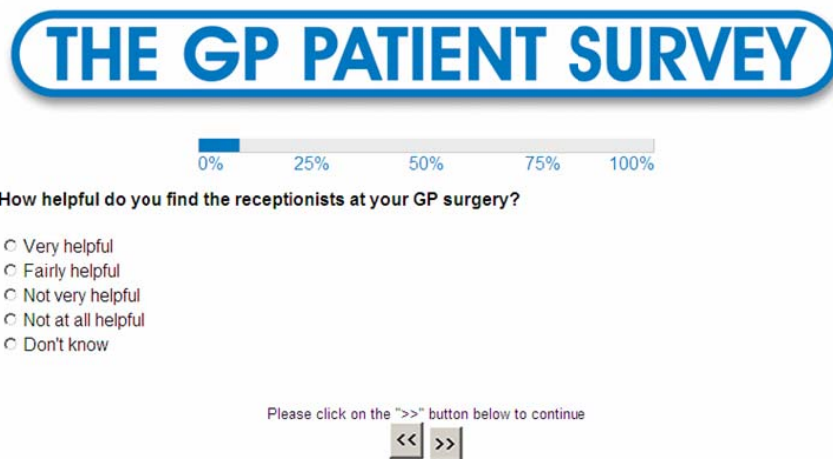 THE GP PATIENT SURVEY
0% 25% 50% 75% 100%
How helpful do you find the receptionists at your GP surgery?
Very helpful
Fairly helpful
Not very helpful
Not at all helpful
Don't know
Please click on the ">>" button below to continue
<< >>